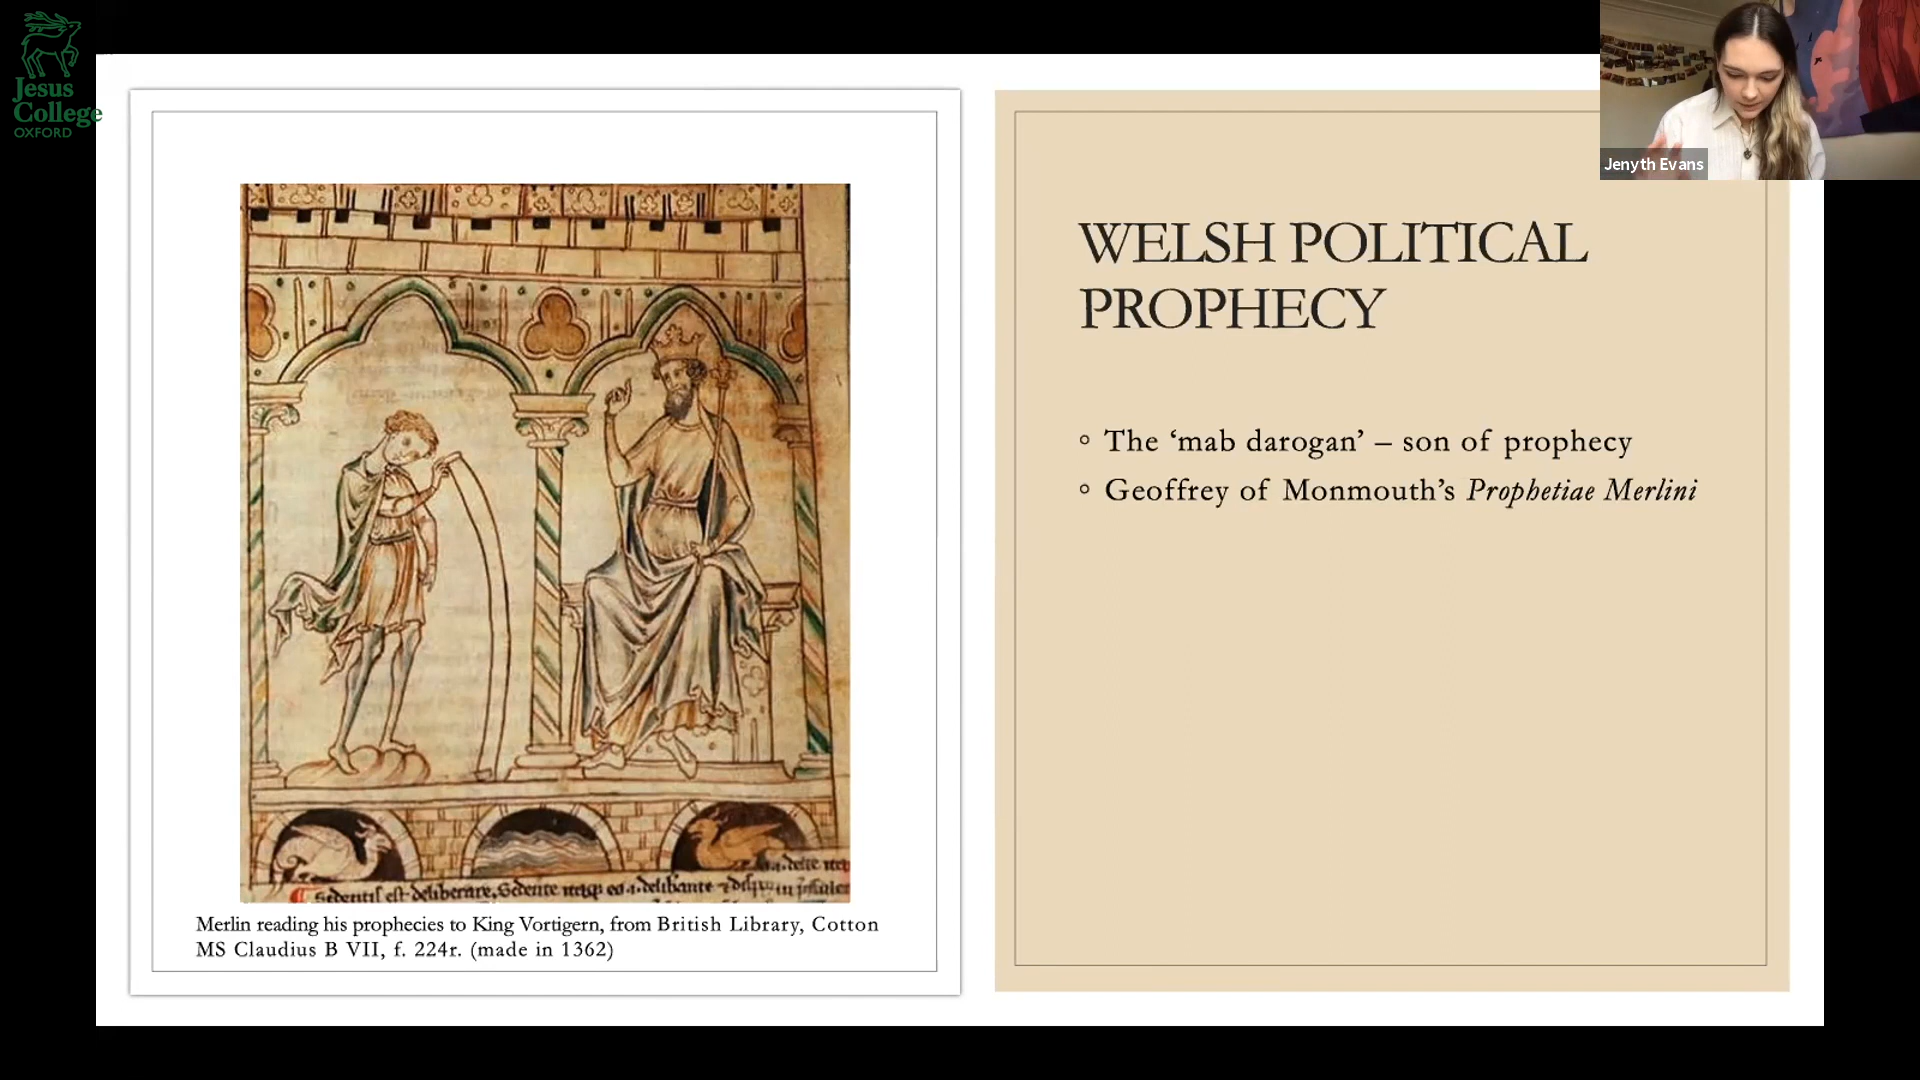 Jesus
College
OXFORD
Jenyth Evans
WELSH POLITICAL
PROPHECY
◦ The ‘mab darogan’ – son of prophecy
◦ Geoffrey of Monmouth’s Prophetiae Merlini
Merlin reading his prophecies to King Vortigern, from British Library, Cotton
MS Claudius B VII, f. 224r. (made in 1362)